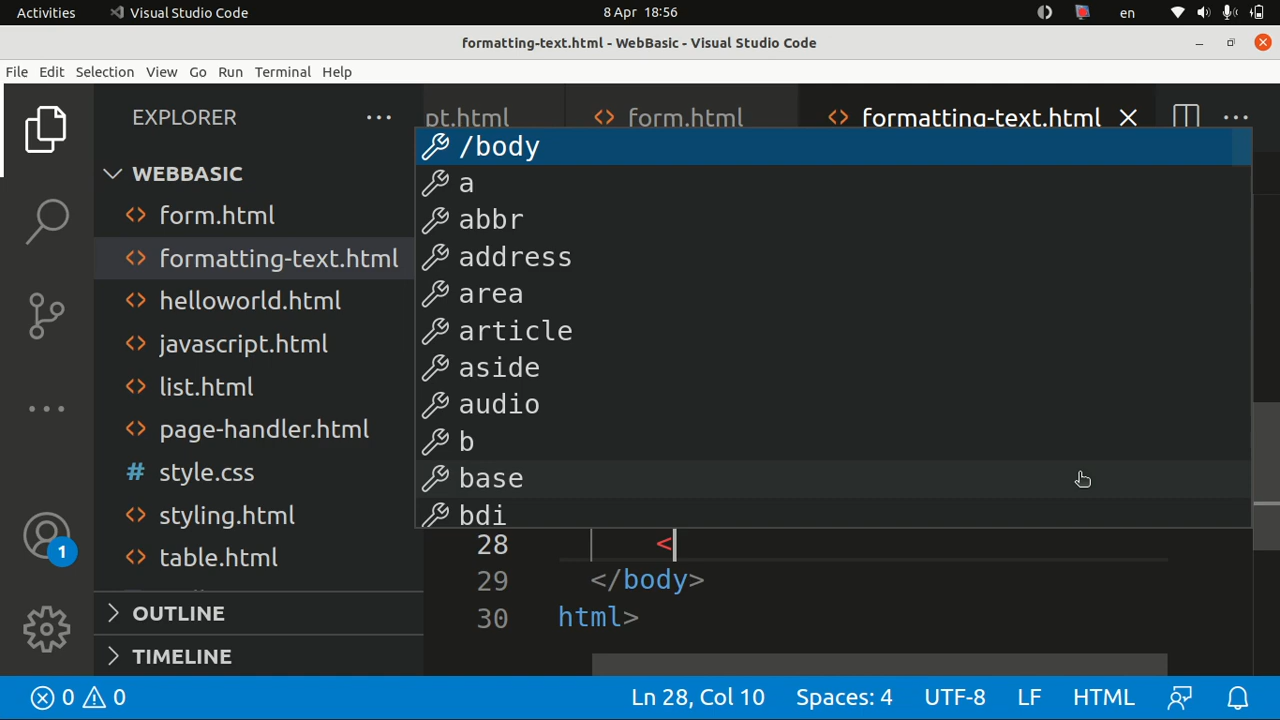 Activities Visual Studio Code 8 Apr 18:56 en
formatting-text.html - WebBasic - Visual Studio Code
File Edit Selection View Go Run Terminal Help
EXPLORER ··· pt.html form.html formatting-text.html ···
WEBBASIC
form.html
formatting-text.html
helloworld.html
javascript.html
list.html
page-handler.html
# style.css
styling.html
table.html
1
OUTLINE
TIMELINE
/body
a
abbr
address
area
article
aside
audio
b
base
bdi
28 <
29 </body>
30 html>
0 0 Ln 28, Col 10 Spaces: 4 UTF-8 LF HTML